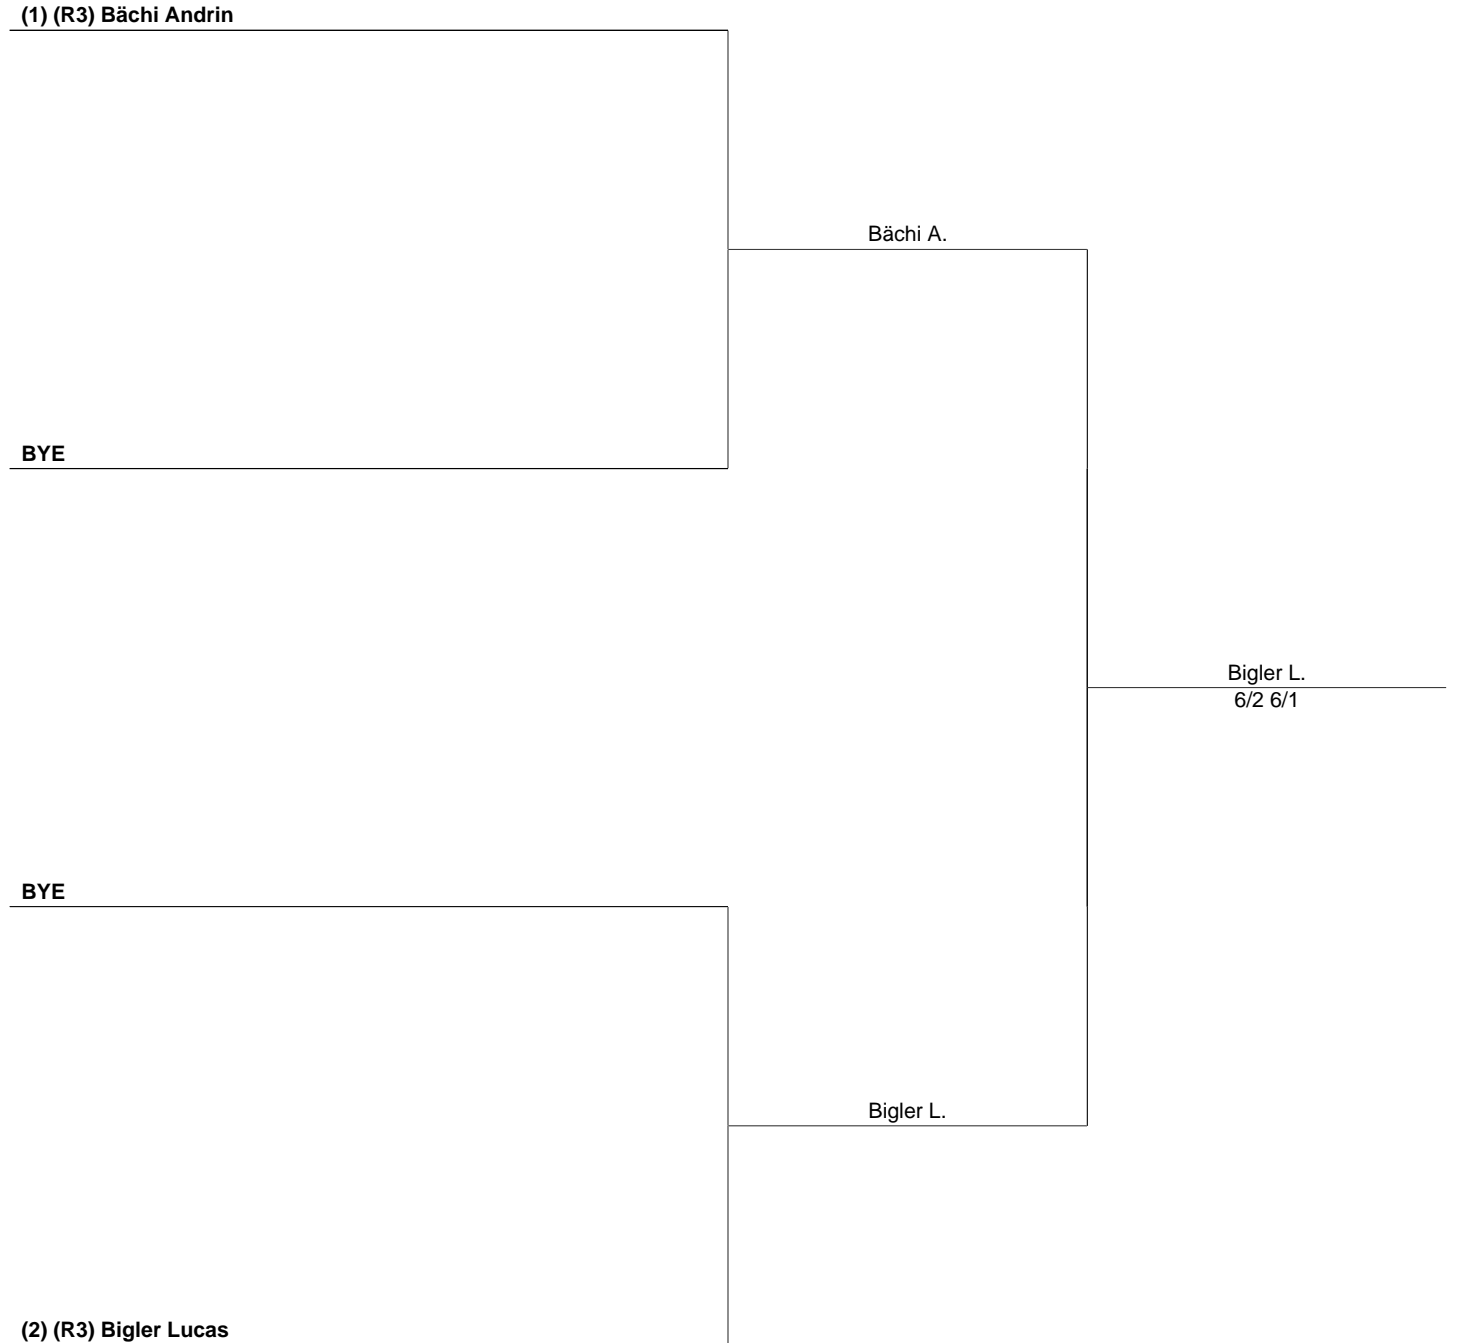 (1) (R3) Bächi Andrin
Bächi A.
BYE
Bigler L.
6/2 6/1
BYE
Bigler L.
(2) (R3) Bigler Lucas